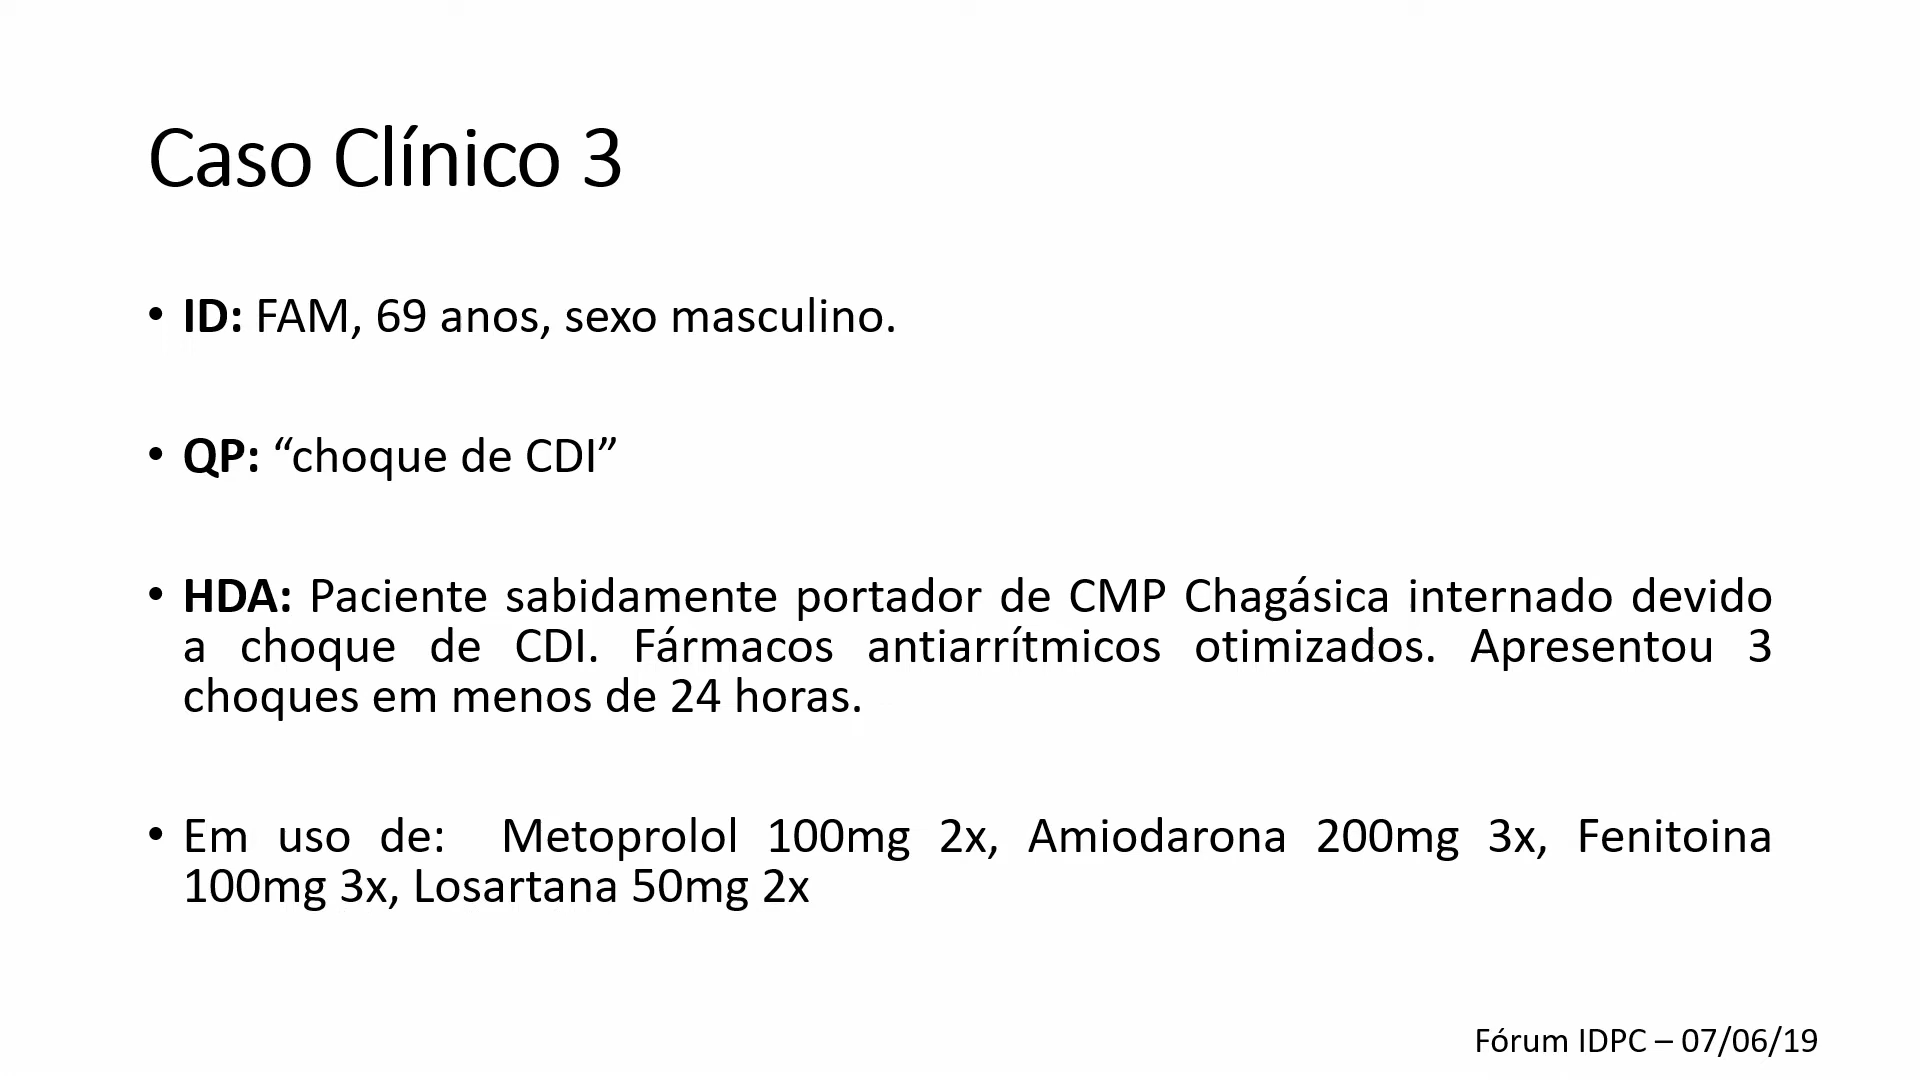 Caso Clínico 3
• ID: FAM, 69 anos, sexo masculino.
• QP: “choque de CDI”
• HDA: Paciente sabidamente portador de CMP Chagásica internado devido
a choque de CDI. Fármacos antiarrítmicos otimizados. Apresentou 3
choques em menos de 24 horas.
• Em uso de: Metoprolol 100mg 2x, Amiodarona 200mg 3x, Fenitoina
100mg 3x, Losartana 50mg 2x
Fórum IDPC – 07/06/19